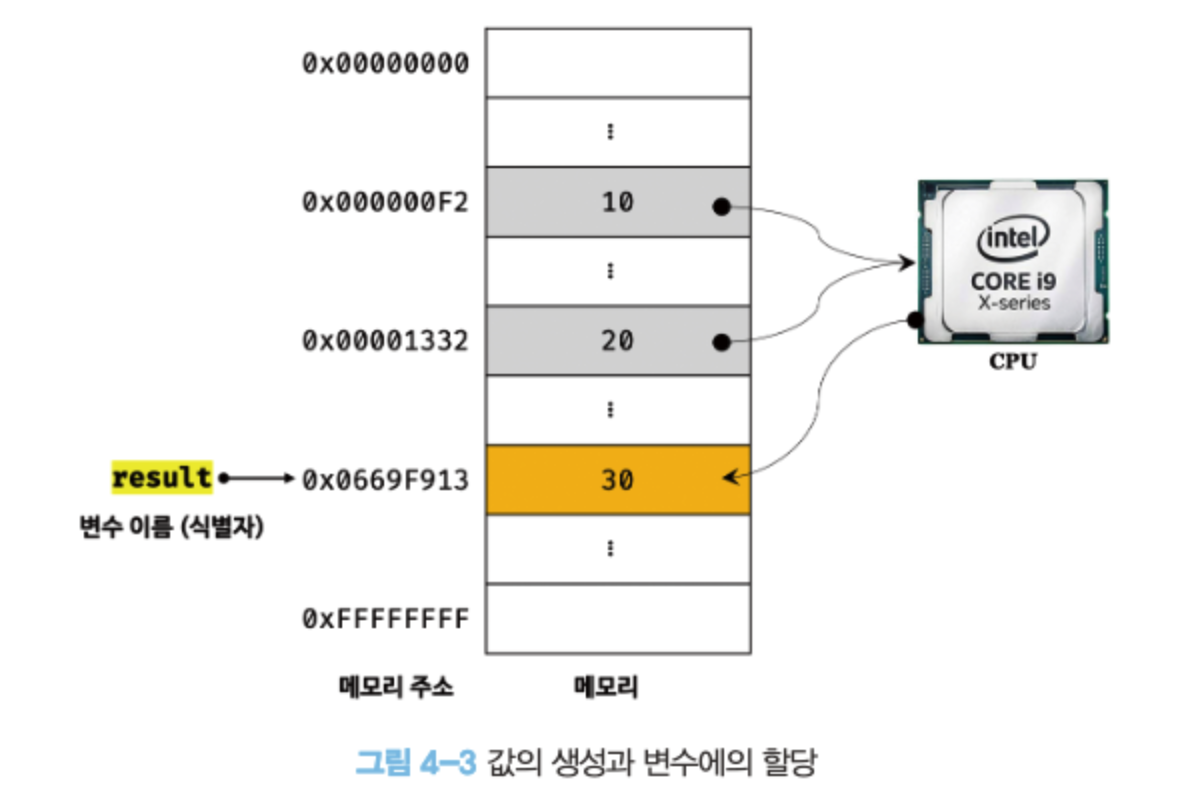 0x00000000
⋮
0x000000F2 10
⋮
intel
CORE i9
X-series
0x00001332 20
CPU
⋮
result 0x0669F913 30
변수 이름 (식별자)
⋮
0xFFFFFFFF
메모리 주소 메모리
그림 4-3 값의 생성과 변수에의 할당